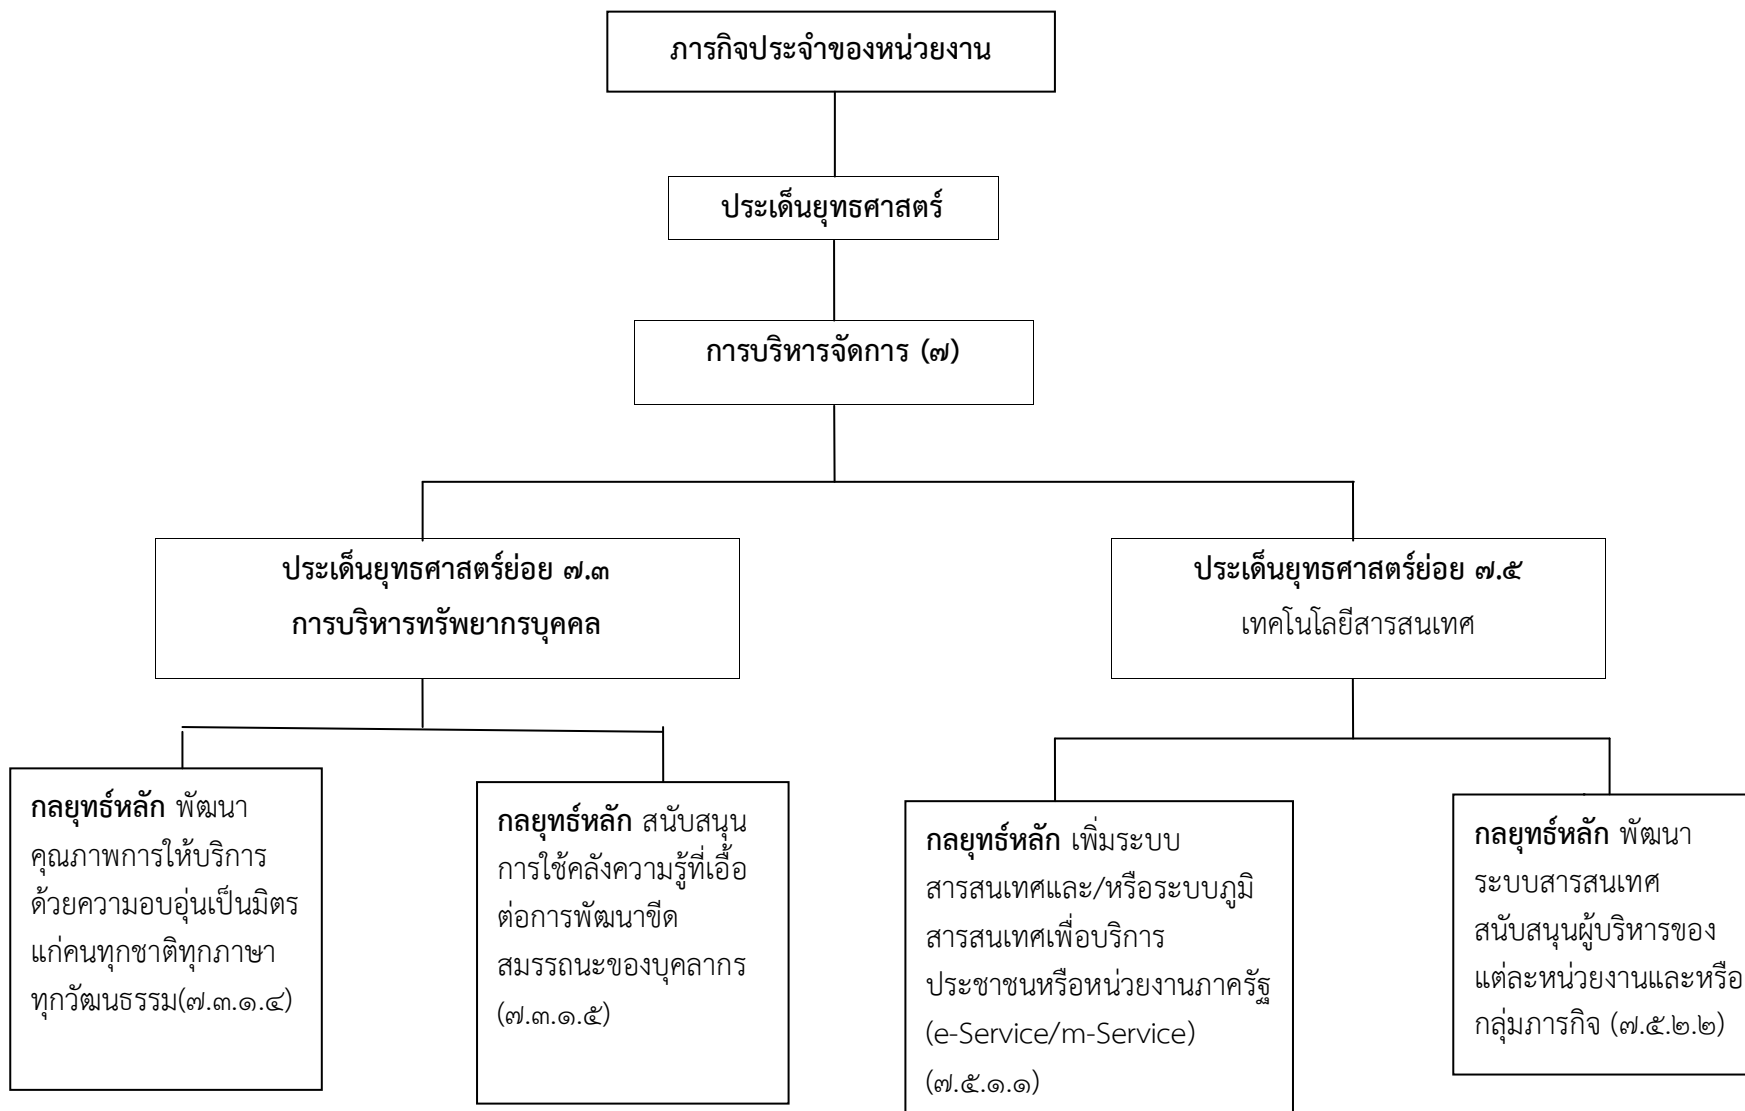 ภารกิจประจำของหน่วยงาน
ประเด็นยุทธศาสตร์
การบริหารจัดการ (๗)
ประเด็นยุทธศาสตร์ย่อย ๗.๓
การบริหารทรัพยากรบุคคล
ประเด็นยุทธศาสตร์ย่อย ๗.๕
เทคโนโลยีสารสนเทศ
กลยุทธ์หลัก พัฒนา
คุณภาพการให้บริการ
ด้วยความอบอุ่นเป็นมิตร
แก่คนทุกชาติทุกภาษา
ทุกวัฒนธรรม(๗.๓.๑.๔)
กลยุทธ์หลัก สนับสนุน
การใช้คลังความรู้ที่เอื้อ
ต่อการพัฒนาขีด
สมรรถนะของบุคลากร
(๗.๓.๑.๕)
กลยุทธ์หลัก เพิ่มระบบ
สารสนเทศและ/หรือระบบภูมิ
สารสนเทศเพื่อบริการ
ประชาชนหรือหน่วยงานภาครัฐ
(e-Service/m-Service)
(๗.๕.๑.๑)
กลยุทธ์หลัก พัฒนา
ระบบสารสนเทศ
สนับสนุนผู้บริหารของ
แต่ละหน่วยงานและหรือ
กลุ่มภารกิจ (๗.๕.๒.๒)